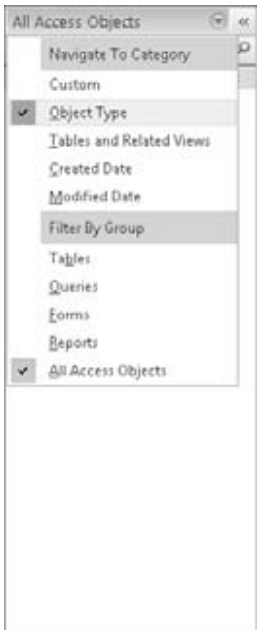 All Access Objects
Navigate To Category
Custom
Object Type
Tables and Related Views
Created Date
Modified Date
Filter By Group
Tables
Queries
Forms
Reports
All Access Objects